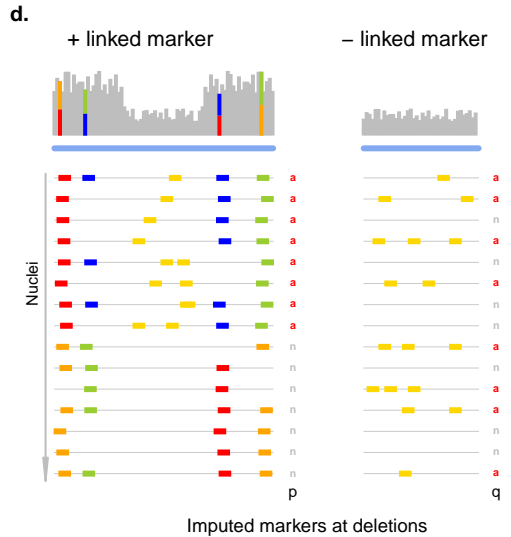 d.
+ linked marker – linked marker
Nuclei
a a
a a
a n
a a
a n
a a
a n
a n
n a
n n
n a
n a
n n
n n
n a
p q
Imputed markers at deletions